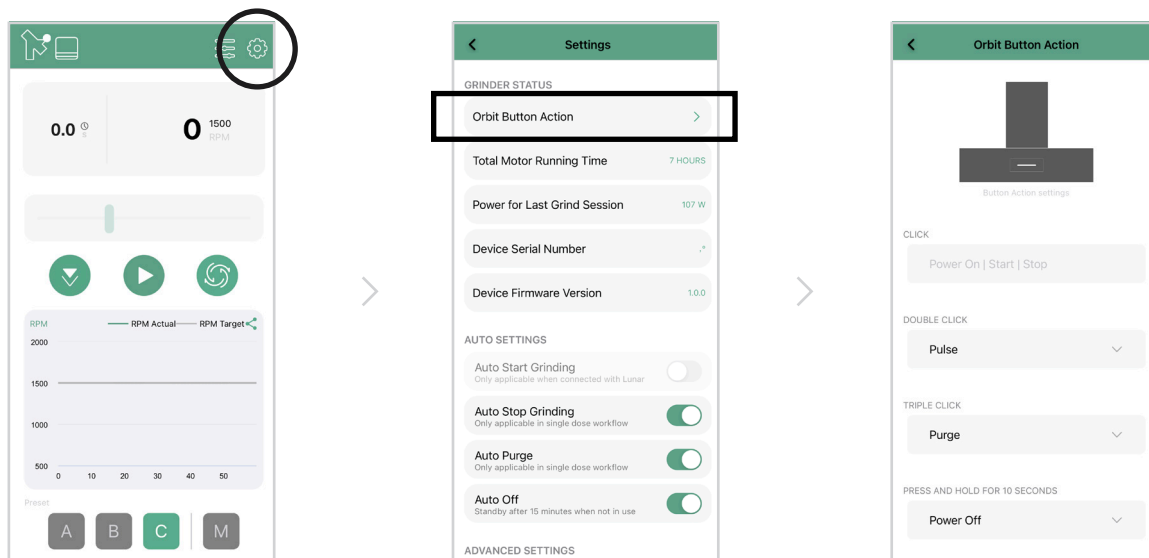 0.0 s
0 1500
RPM
RPM RPM Actual RPM Target
2000
1500
1000
500
0 10 20 30 40 50
Preset
A B C M
Settings
GRINDER STATUS
Orbit Button Action
Total Motor Running Time 7 HOURS
Power for Last Grind Session 107 W
Device Serial Number
Device Firmware Version 1.0.0
AUTO SETTINGS
Auto Start Grinding
Only applicable when connected with Lunar
Auto Stop Grinding
Only applicable in single dose workflow
Auto Purge
Only applicable in single dose workflow
Auto Off
Standby after 15 minutes when not in use
ADVANCED SETTINGS
Orbit Button Action
Button Action settings
CLICK
Power On | Start | Stop
DOUBLE CLICK
Pulse
TRIPLE CLICK
Purge
PRESS AND HOLD FOR 10 SECONDS
Power Off